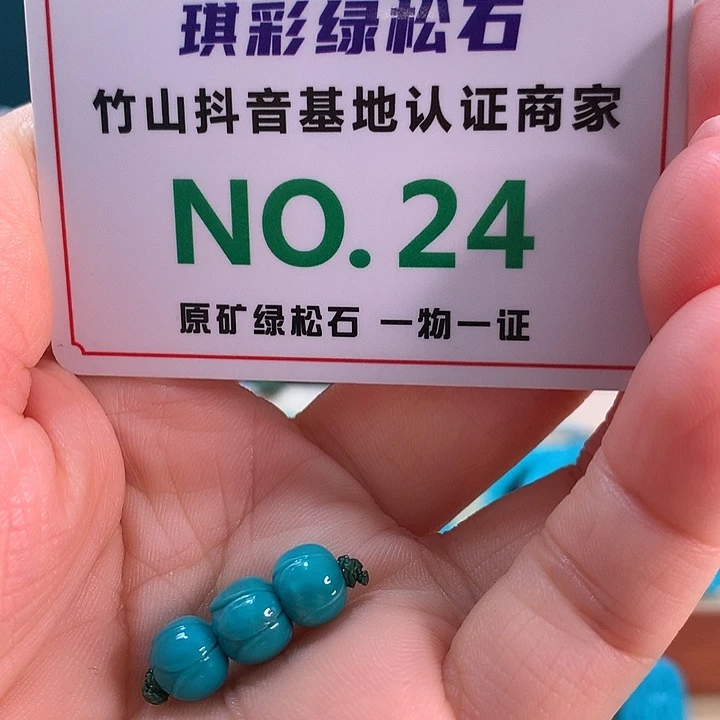 琪彩绿松石
竹山抖音基地认证商家
NO.24
原矿绿松石 一物一证